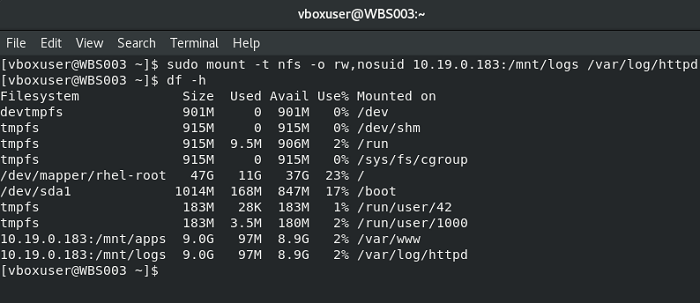 vboxuser@WBS003:~
File Edit View Search Terminal Help
[vboxuser@WBS003 ~]$ sudo mount -t nfs -o rw,nosuid 10.19.0.183:/mnt/logs /var/log/httpd
[vboxuser@WBS003 ~]$ df -h
Filesystem Size Used Avail Use% Mounted on
devtmpfs 901M 0 901M 0% /dev
tmpfs 915M 0 915M 0% /dev/shm
tmpfs 915M 9.5M 906M 2% /run
tmpfs 915M 0 915M 0% /sys/fs/cgroup
/dev/mapper/rhel-root 47G 11G 37G 23% /
/dev/sda1 1014M 168M 847M 17% /boot
tmpfs 183M 28K 183M 1% /run/user/42
tmpfs 183M 3.5M 180M 2% /run/user/1000
10.19.0.183:/mnt/apps 9.0G 97M 8.9G 2% /var/www
10.19.0.183:/mnt/logs 9.0G 97M 8.9G 2% /var/log/httpd
[vboxuser@WBS003 ~]$